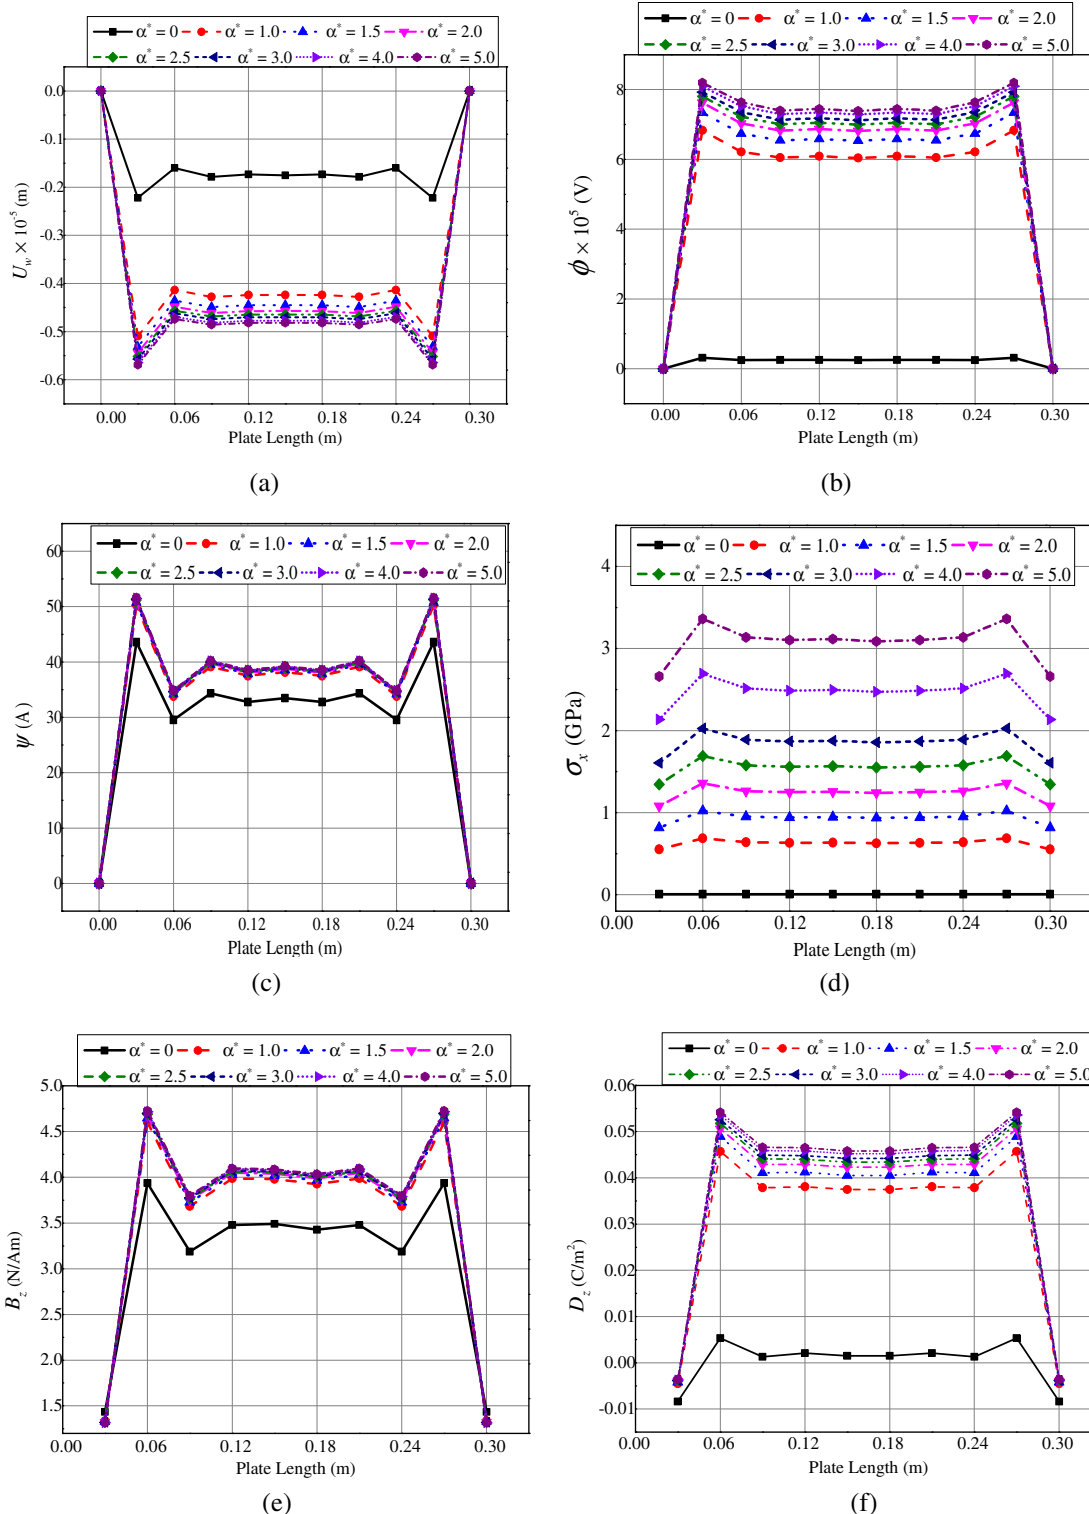 α* = 0 α* = 1.0 α* = 1.5 α* = 2.0
α* = 2.5 α* = 3.0 α* = 4.0 α* = 5.0
0.0
-0.1
-0.2
-0.3
-0.4
-0.5
-0.6
U_w × 10^-5 (m)
0.00 0.06 0.12 0.18 0.24 0.30
Plate Length (m)
(a)
α* = 0 α* = 1.0 α* = 1.5 α* = 2.0
α* = 2.5 α* = 3.0 α* = 4.0 α* = 5.0
8
6
4
2
0
ϕ × 10^5 (V)
0.00 0.06 0.12 0.18 0.24 0.30
Plate Length (m)
(b)
α* = 0 α* = 1.0 α* = 1.5 α* = 2.0
α* = 2.5 α* = 3.0 α* = 4.0 α* = 5.0
60
50
40
30
20
10
0
ψ (A)
0.00 0.06 0.12 0.18 0.24 0.30
Plate Length (m)
(c)
α* = 0 α* = 1.0 α* = 1.5 α* = 2.0
α* = 2.5 α* = 3.0 α* = 4.0 α* = 5.0
4
3
2
1
0
σ_x (GPa)
0.00 0.06 0.12 0.18 0.24 0.30
Plate Length (m)
(d)
α* = 0 α* = 1.0 α* = 1.5 α* = 2.0
α* = 2.5 α* = 3.0 α* = 4.0 α* = 5.0
5.0
4.5
4.0
3.5
3.0
2.5
2.0
1.5
B_z (N/Am)
0.00 0.06 0.12 0.18 0.24 0.30
Plate Length (m)
(e)
α* = 0 α* = 1.0 α* = 1.5 α* = 2.0
α* = 2.5 α* = 3.0 α* = 4.0 α* = 5.0
0.06
0.05
0.04
0.03
0.02
0.01
0.00
-0.01
D_z (C/m²)
0.00 0.06 0.12 0.18 0.24 0.30
Plate Length (m)
(f)